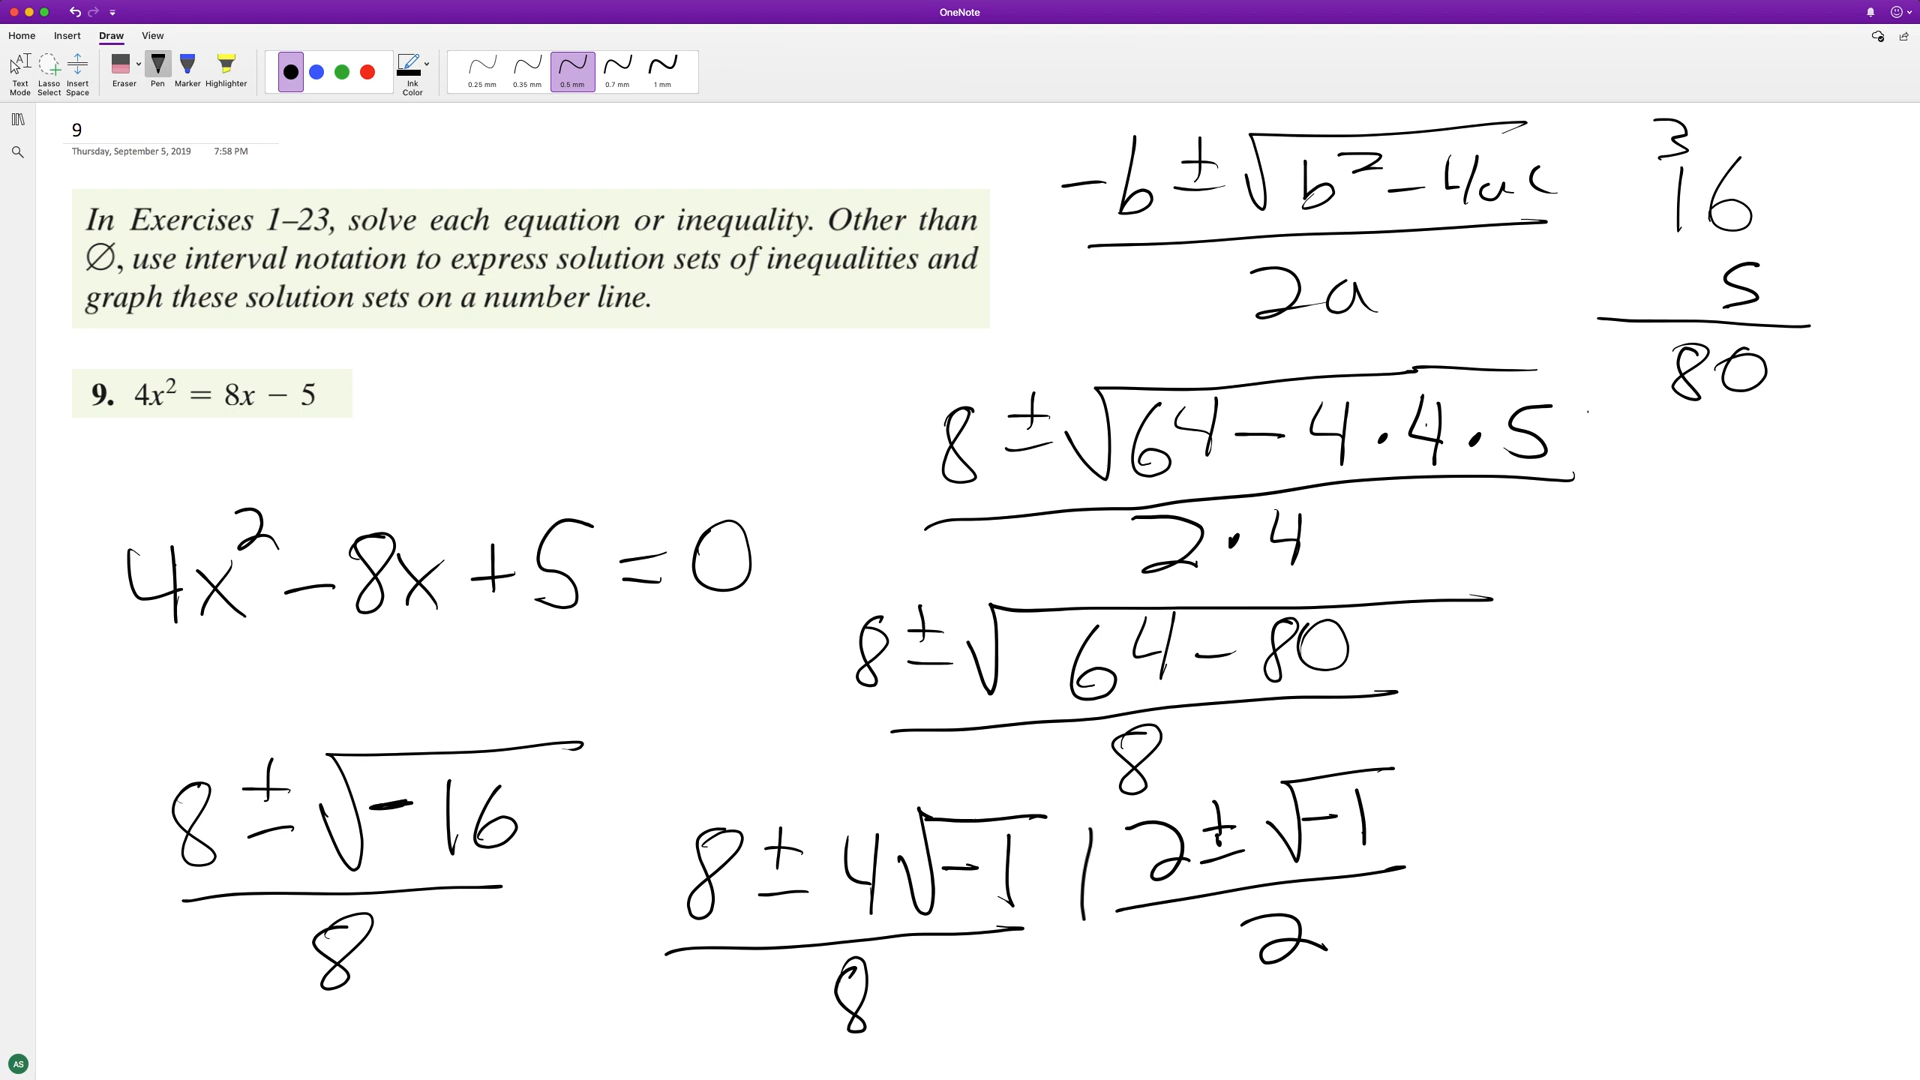 OneNote
Home Insert Draw View
Text Mode Lasso Select Insert Space Eraser Pen Marker Highlighter Ink Color 0.25 mm 0.35 mm 0.5 mm 0.7 mm 1 mm
9
Thursday, September 5, 2019 7:58 PM
In Exercises 1–23, solve each equation or inequality. Other than
∅, use interval notation to express solution sets of inequalities and
graph these solution sets on a number line.
9. 4x² = 8x − 5
4x² - 8x + 5 = 0
-b ± √b² - 4ac
2a
3
16
5
80
8 ± √64 - 4 · 4 · 5
2 · 4
8 ± √64 - 80
8
8 ± √-16
8
8 ± 4√-1
8
| 2 ± √-1
2
AS